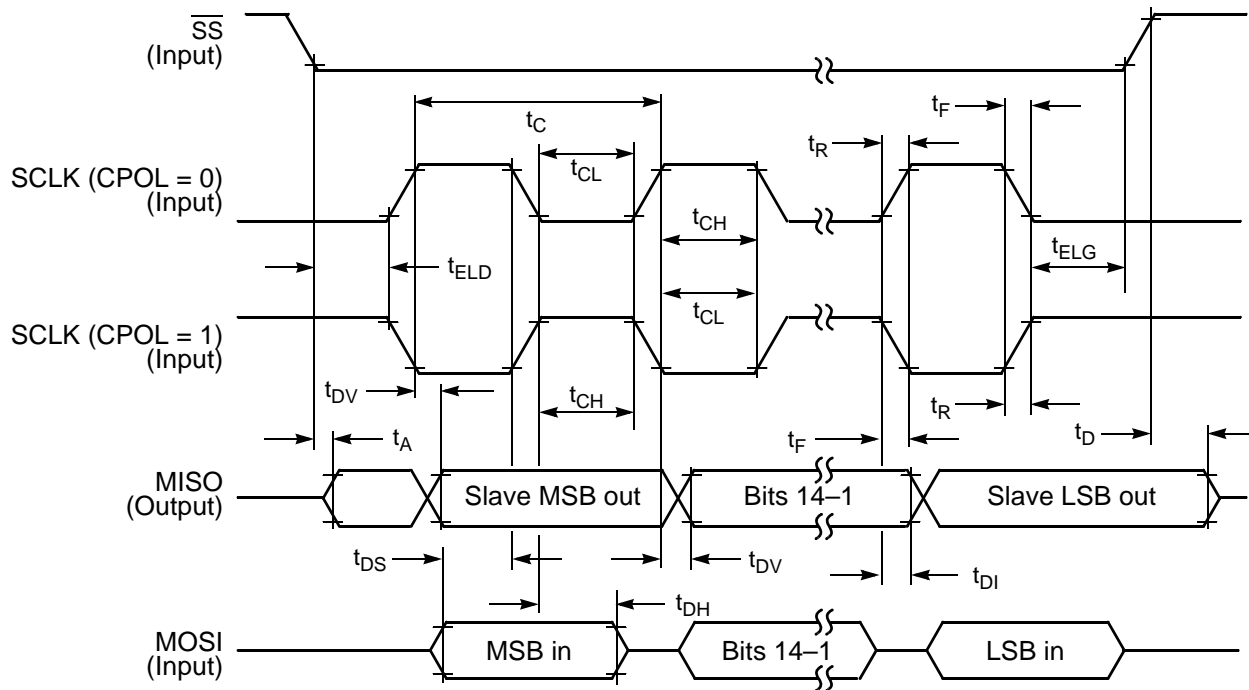 SS
(Input)
tC
tF
tR
tCL
SCLK (CPOL = 0)
(Input)
tCH
tELD
tELG
tCL
SCLK (CPOL = 1)
(Input)
tDV
tCH
tR
tA
tF
tD
MISO
(Output)
Slave MSB out
Bits 14–1
Slave LSB out
tDS
tDV
tDI
tDH
MOSI
(Input)
MSB in
Bits 14–1
LSB in